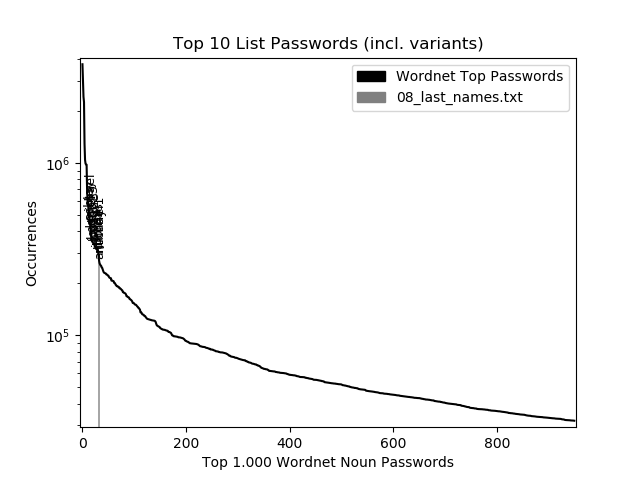 Top 10 List Passwords (incl. variants)
Wordnet Top Passwords
08_last_names.txt
10^6
10^5
Occurrences
0 200 400 600 800
Top 1.000 Wordnet Noun Passwords